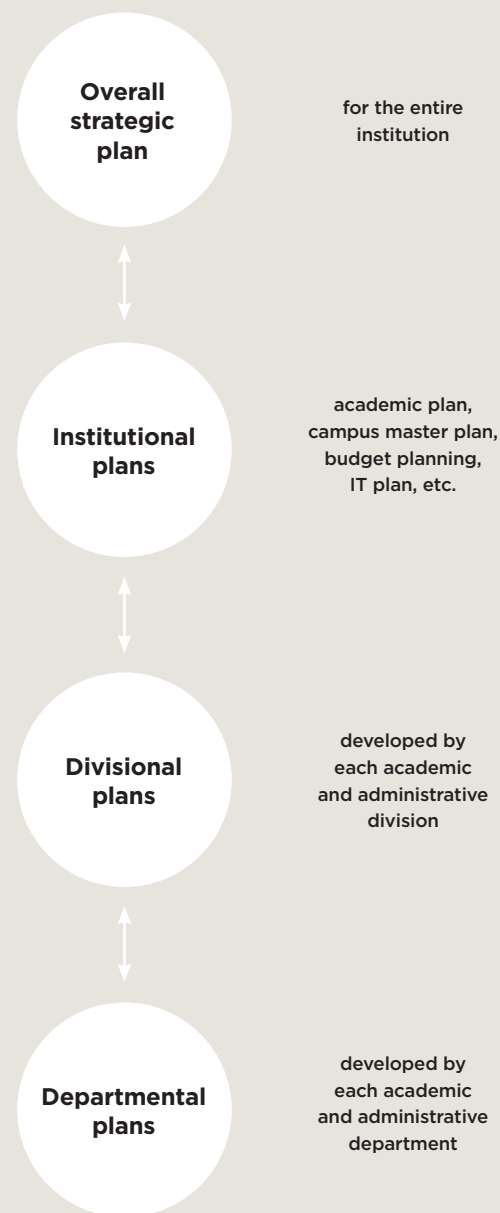 Overall
strategic
plan
for the entire
institution
Institutional
plans
academic plan,
campus master plan,
budget planning,
IT plan, etc.
Divisional
plans
developed by
each academic
and administrative
division
Departmental
plans
developed by
each academic
and administrative
department